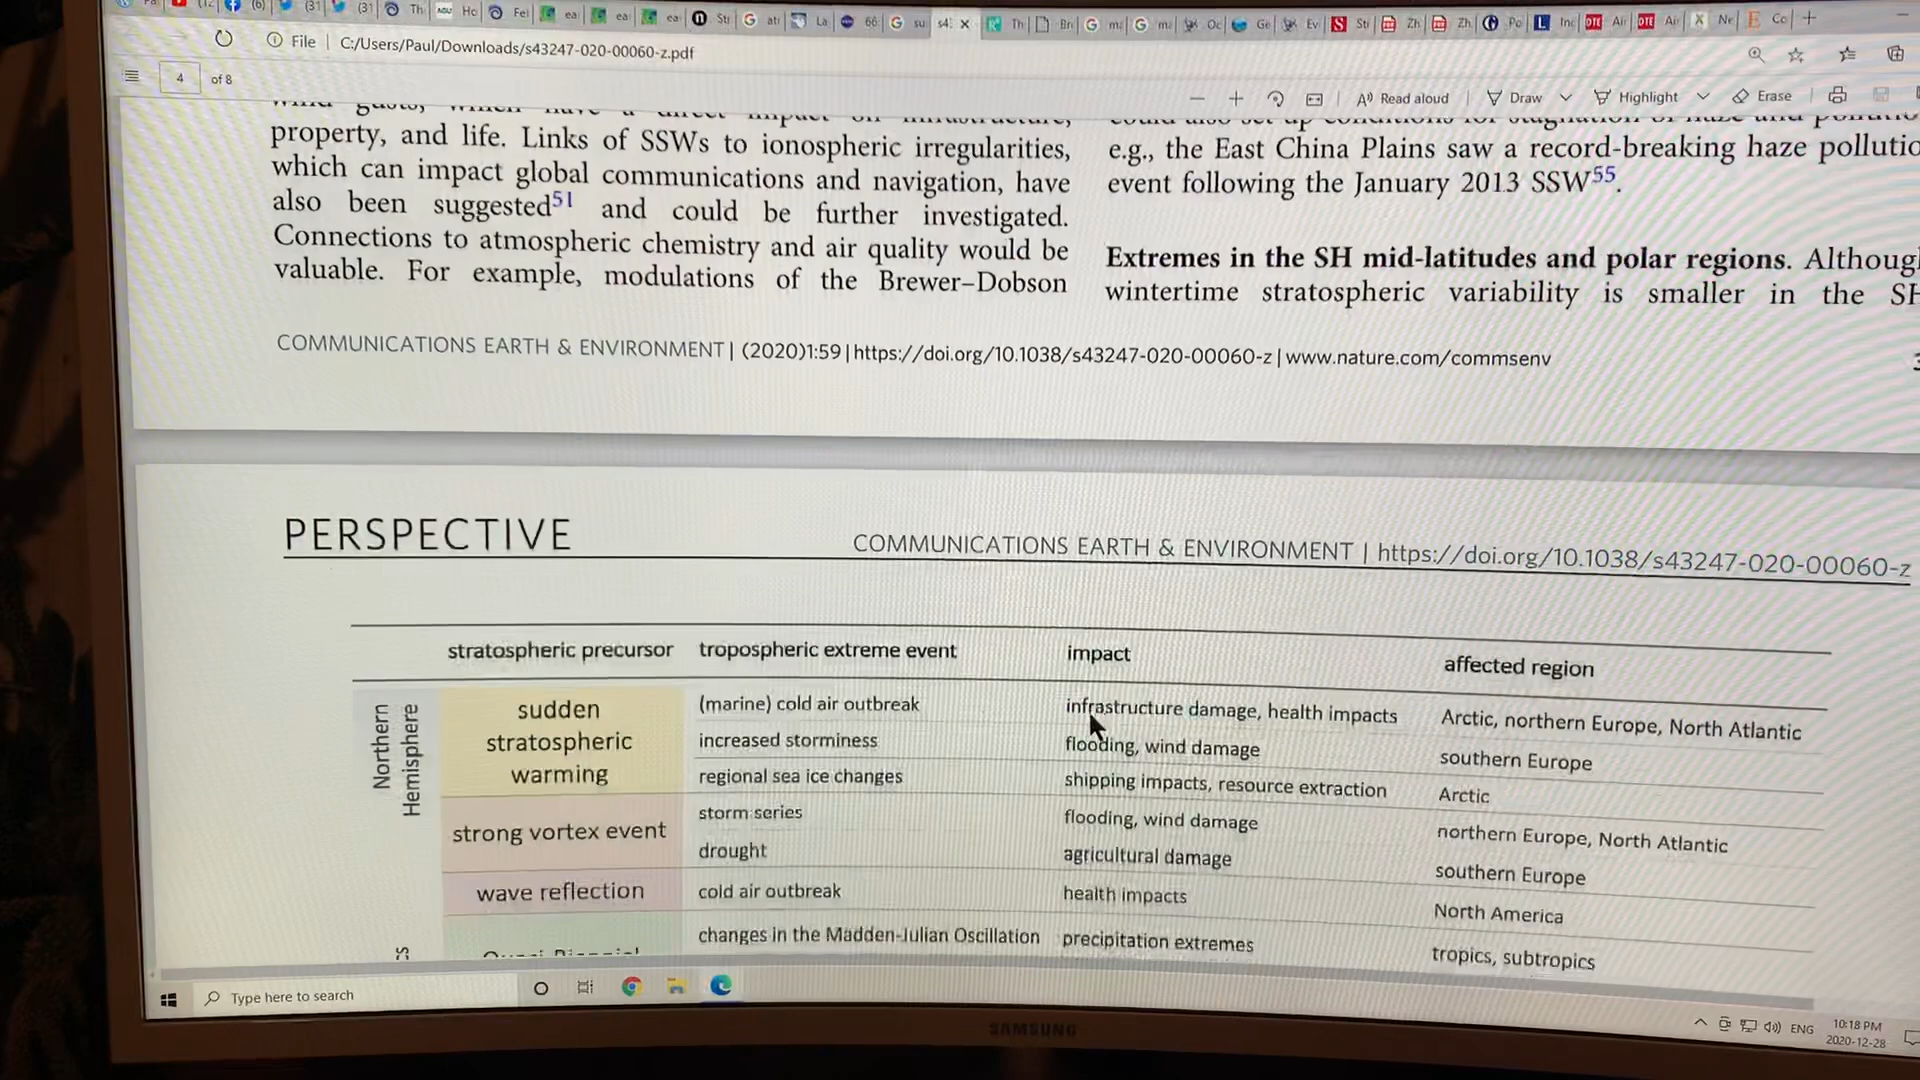 File | C:/Users/Paul/Downloads/s43247-020-00060-z.pdf
4 of 8
Read aloud Draw Highlight Erase
property, and life. Links of SSWs to ionospheric irregularities,
which can impact global communications and navigation, have
also been suggested51 and could be further investigated.
Connections to atmospheric chemistry and air quality would be
valuable. For example, modulations of the Brewer–Dobson
e.g., the East China Plains saw a record-breaking haze
event following the January 2013 SSW55.
Extremes in the SH mid-latitudes and polar regions.
wintertime stratospheric variability is smaller in the
COMMUNICATIONS EARTH & ENVIRONMENT | (2020)1:59 | https://doi.org/10.1038/s43247-020-00060-z | www.nature.com/commsenv
PERSPECTIVE
COMMUNICATIONS EARTH & ENVIRONMENT | https://doi.org/10.1038/s43247-020-00060-z
stratospheric precursor tropospheric extreme event impact affected region
Northern
Hemisphere
sudden
stratospheric
warming
(marine) cold air outbreak infrastructure damage, health impacts Arctic, northern Europe, North Atlantic
increased storminess flooding, wind damage southern Europe
regional sea ice changes shipping impacts, resource extraction Arctic
strong vortex event
storm series flooding, wind damage northern Europe, North Atlantic
drought agricultural damage southern Europe
wave reflection cold air outbreak health impacts North America
changes in the Madden-Julian Oscillation precipitation extremes tropics, subtropics
Type here to search
ENG 10:18 PM
2020-12-28
SAMSUNG